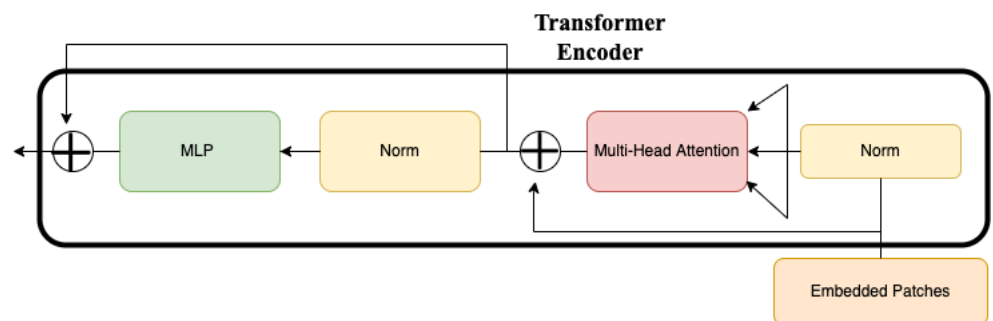 Transformer
Encoder
MLP
Norm
Multi-Head Attention
Norm
Embedded Patches